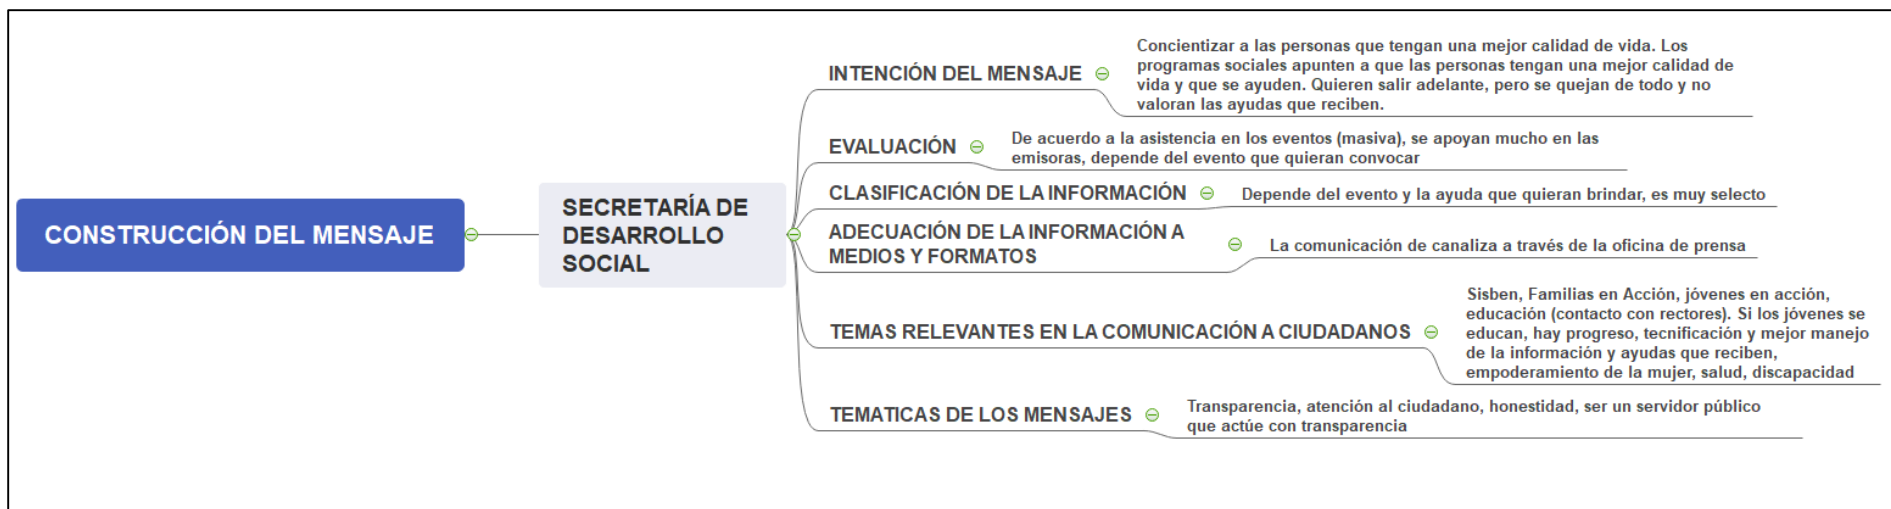 CONSTRUCCIÓN DEL MENSAJE
SECRETARÍA DE
DESARROLLO
SOCIAL
INTENCIÓN DEL MENSAJE
Concientizar a las personas que tengan una mejor calidad de vida. Los
programas sociales apunten a que las personas tengan una mejor calidad de
vida y que se ayuden. Quieren salir adelante, pero se quejan de todo y no
valoran las ayudas que reciben.
EVALUACIÓN
De acuerdo a la asistencia en los eventos (masiva), se apoyan mucho en las
emisoras, depende del evento que quieran convocar
CLASIFICACIÓN DE LA INFORMACIÓN
Depende del evento y la ayuda que quieran brindar, es muy selecto
ADECUACIÓN DE LA INFORMACIÓN A
MEDIOS Y FORMATOS
La comunicación de canaliza a través de la oficina de prensa
TEMAS RELEVANTES EN LA COMUNICACIÓN A CIUDADANOS
Sisben, Familias en Acción, jóvenes en acción,
educación (contacto con rectores). Si los jóvenes se
educan, hay progreso, tecnificación y mejor manejo
de la información y ayudas que reciben,
empoderamiento de la mujer, salud, discapacidad
TEMATICAS DE LOS MENSAJES
Transparencia, atención al ciudadano, honestidad, ser un servidor público
que actúe con transparencia